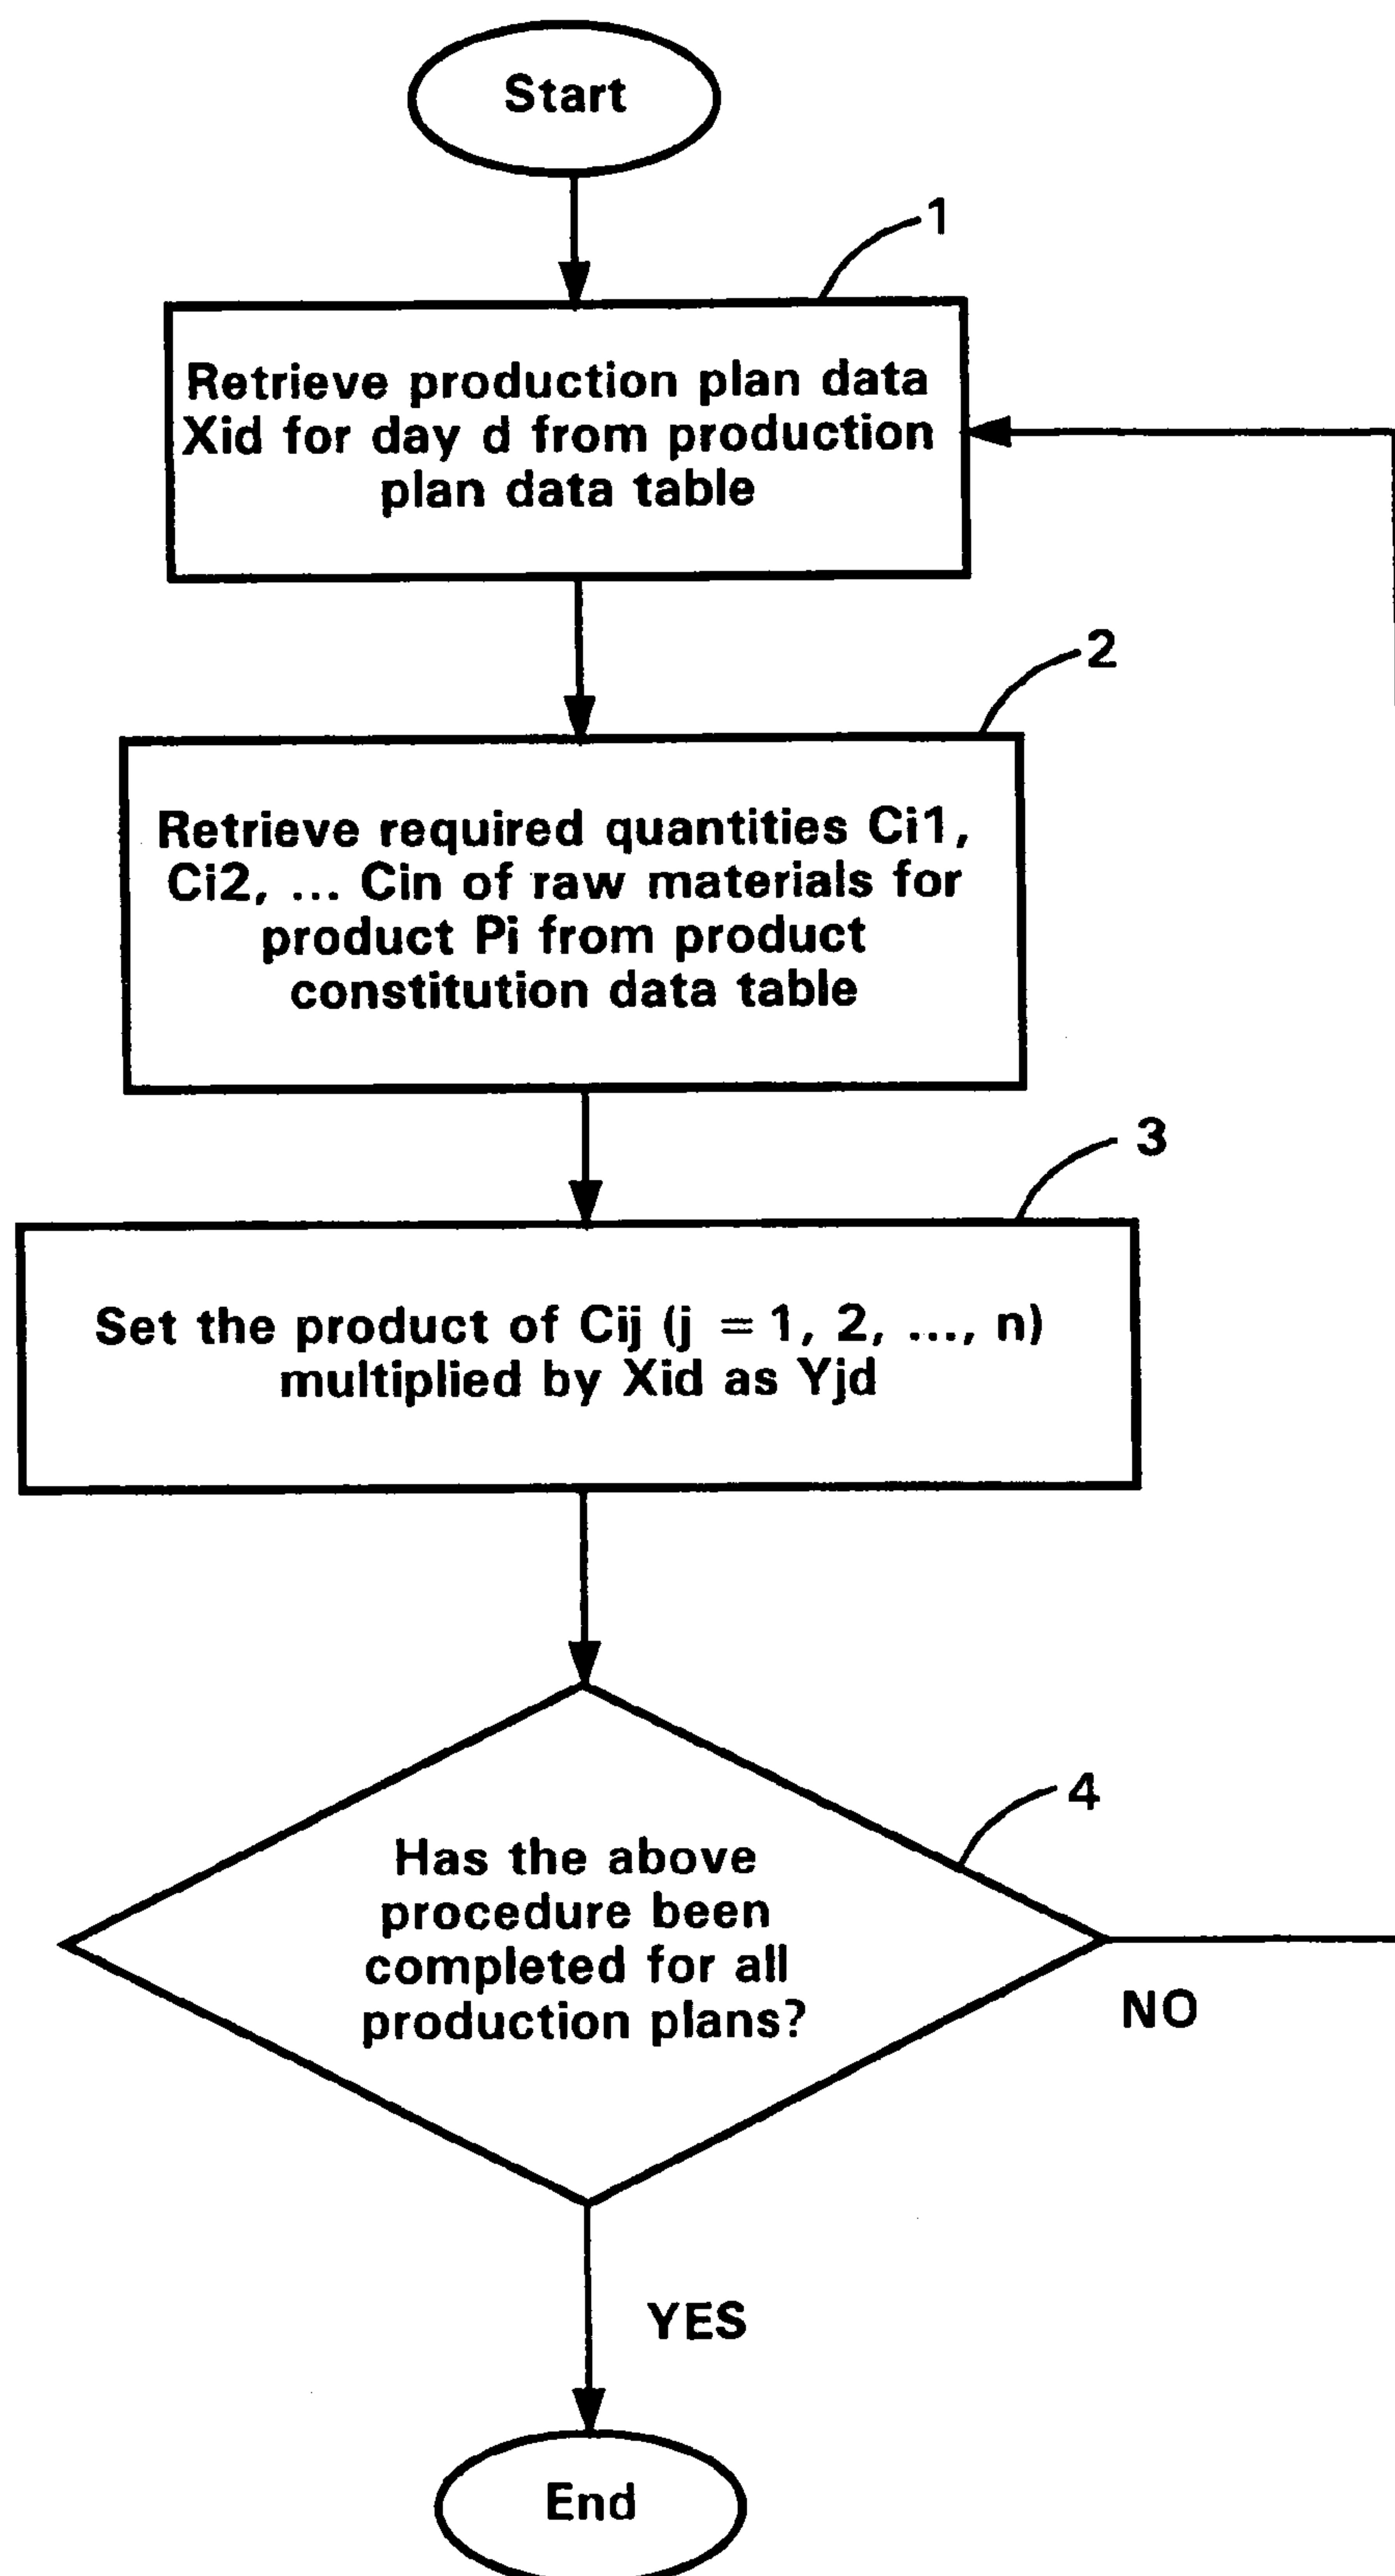 Start
1
Retrieve production plan data
Xid for day d from production
plan data table
2
Retrieve required quantities Ci1,
Ci2, ... Cin of raw materials for
product Pi from product
constitution data table
3
Set the product of Cij (j = 1, 2, ..., n)
multiplied by Xid as Yjd
4
Has the above
procedure been
completed for all
production plans?
NO
YES
End